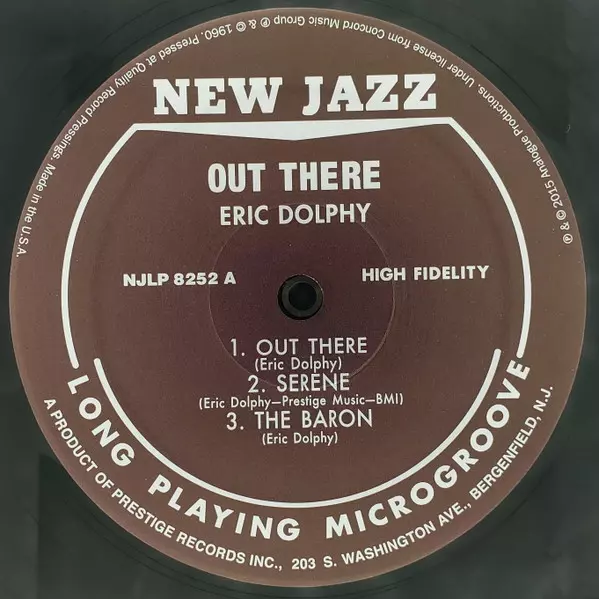 ℗ & © 1960. Pressed at Quality Record Pressings. Made in the U.S.A.
℗ & © 2015 Analogue Productions. Under license from Concord Music Group
NEW JAZZ
OUT THERE
ERIC DOLPHY
NJLP 8252 A
HIGH FIDELITY
1. OUT THERE
(Eric Dolphy)
2. SERENE
(Eric Dolphy—Prestige Music—BMI)
3. THE BARON
(Eric Dolphy)
LONG PLAYING MICROGROOVE
A PRODUCT OF PRESTIGE RECORDS INC., 203 S. WASHINGTON AVE., BERGENFIELD, N.J.